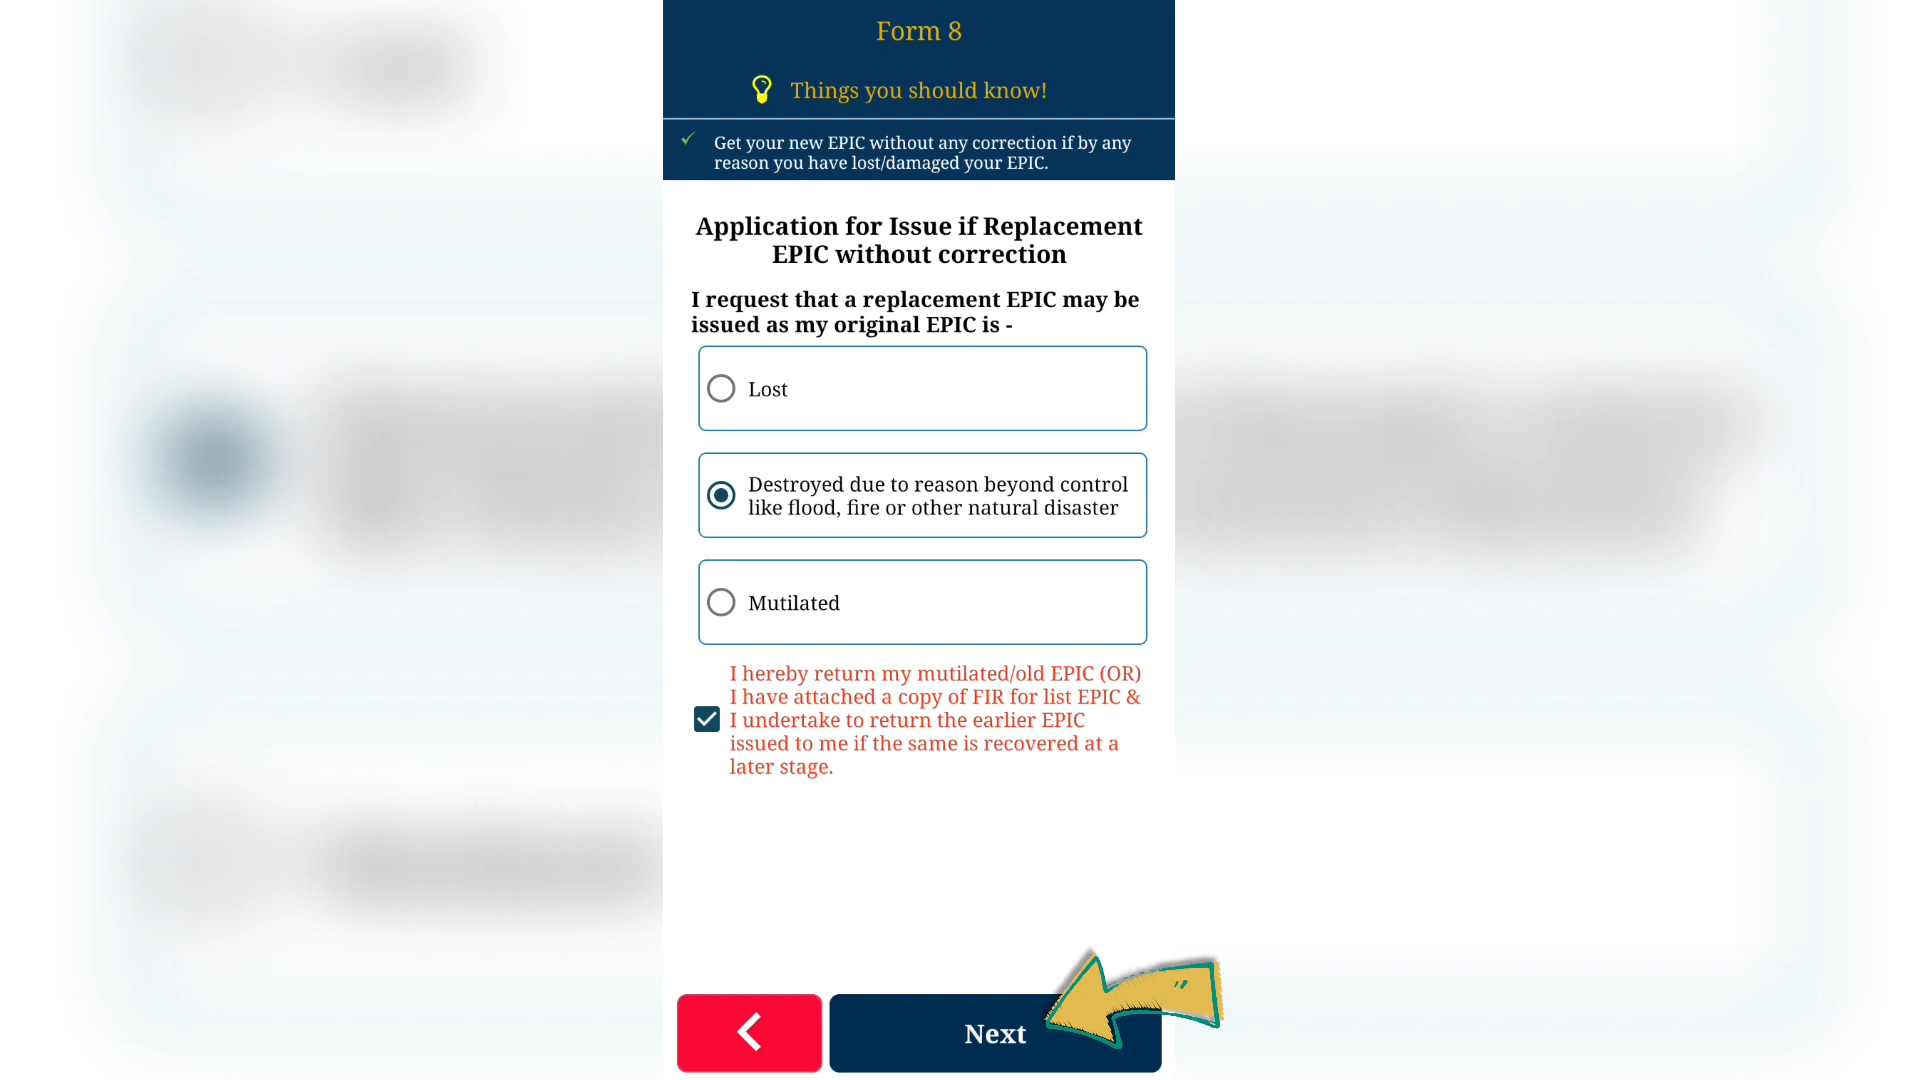 Form 8
Things you should know!
Get your new EPIC without any correction if by any
reason you have lost/damaged your EPIC.
Application for Issue if Replacement
EPIC without correction
I request that a replacement EPIC may be
issued as my original EPIC is -
Lost
Destroyed due to reason beyond control
like flood, fire or other natural disaster
Mutilated
I hereby return my mutilated/old EPIC (OR)
I have attached a copy of FIR for list EPIC &
I undertake to return the earlier EPIC
issued to me if the same is recovered at a
later stage.
Next